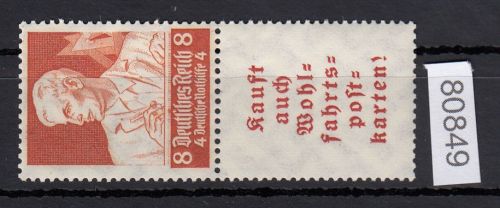 8 Deutsches Reich 8
4 Deutsche Nothilfe 4
Kauft
auch
Wohl=
fahrts=
post=
karten!
80849